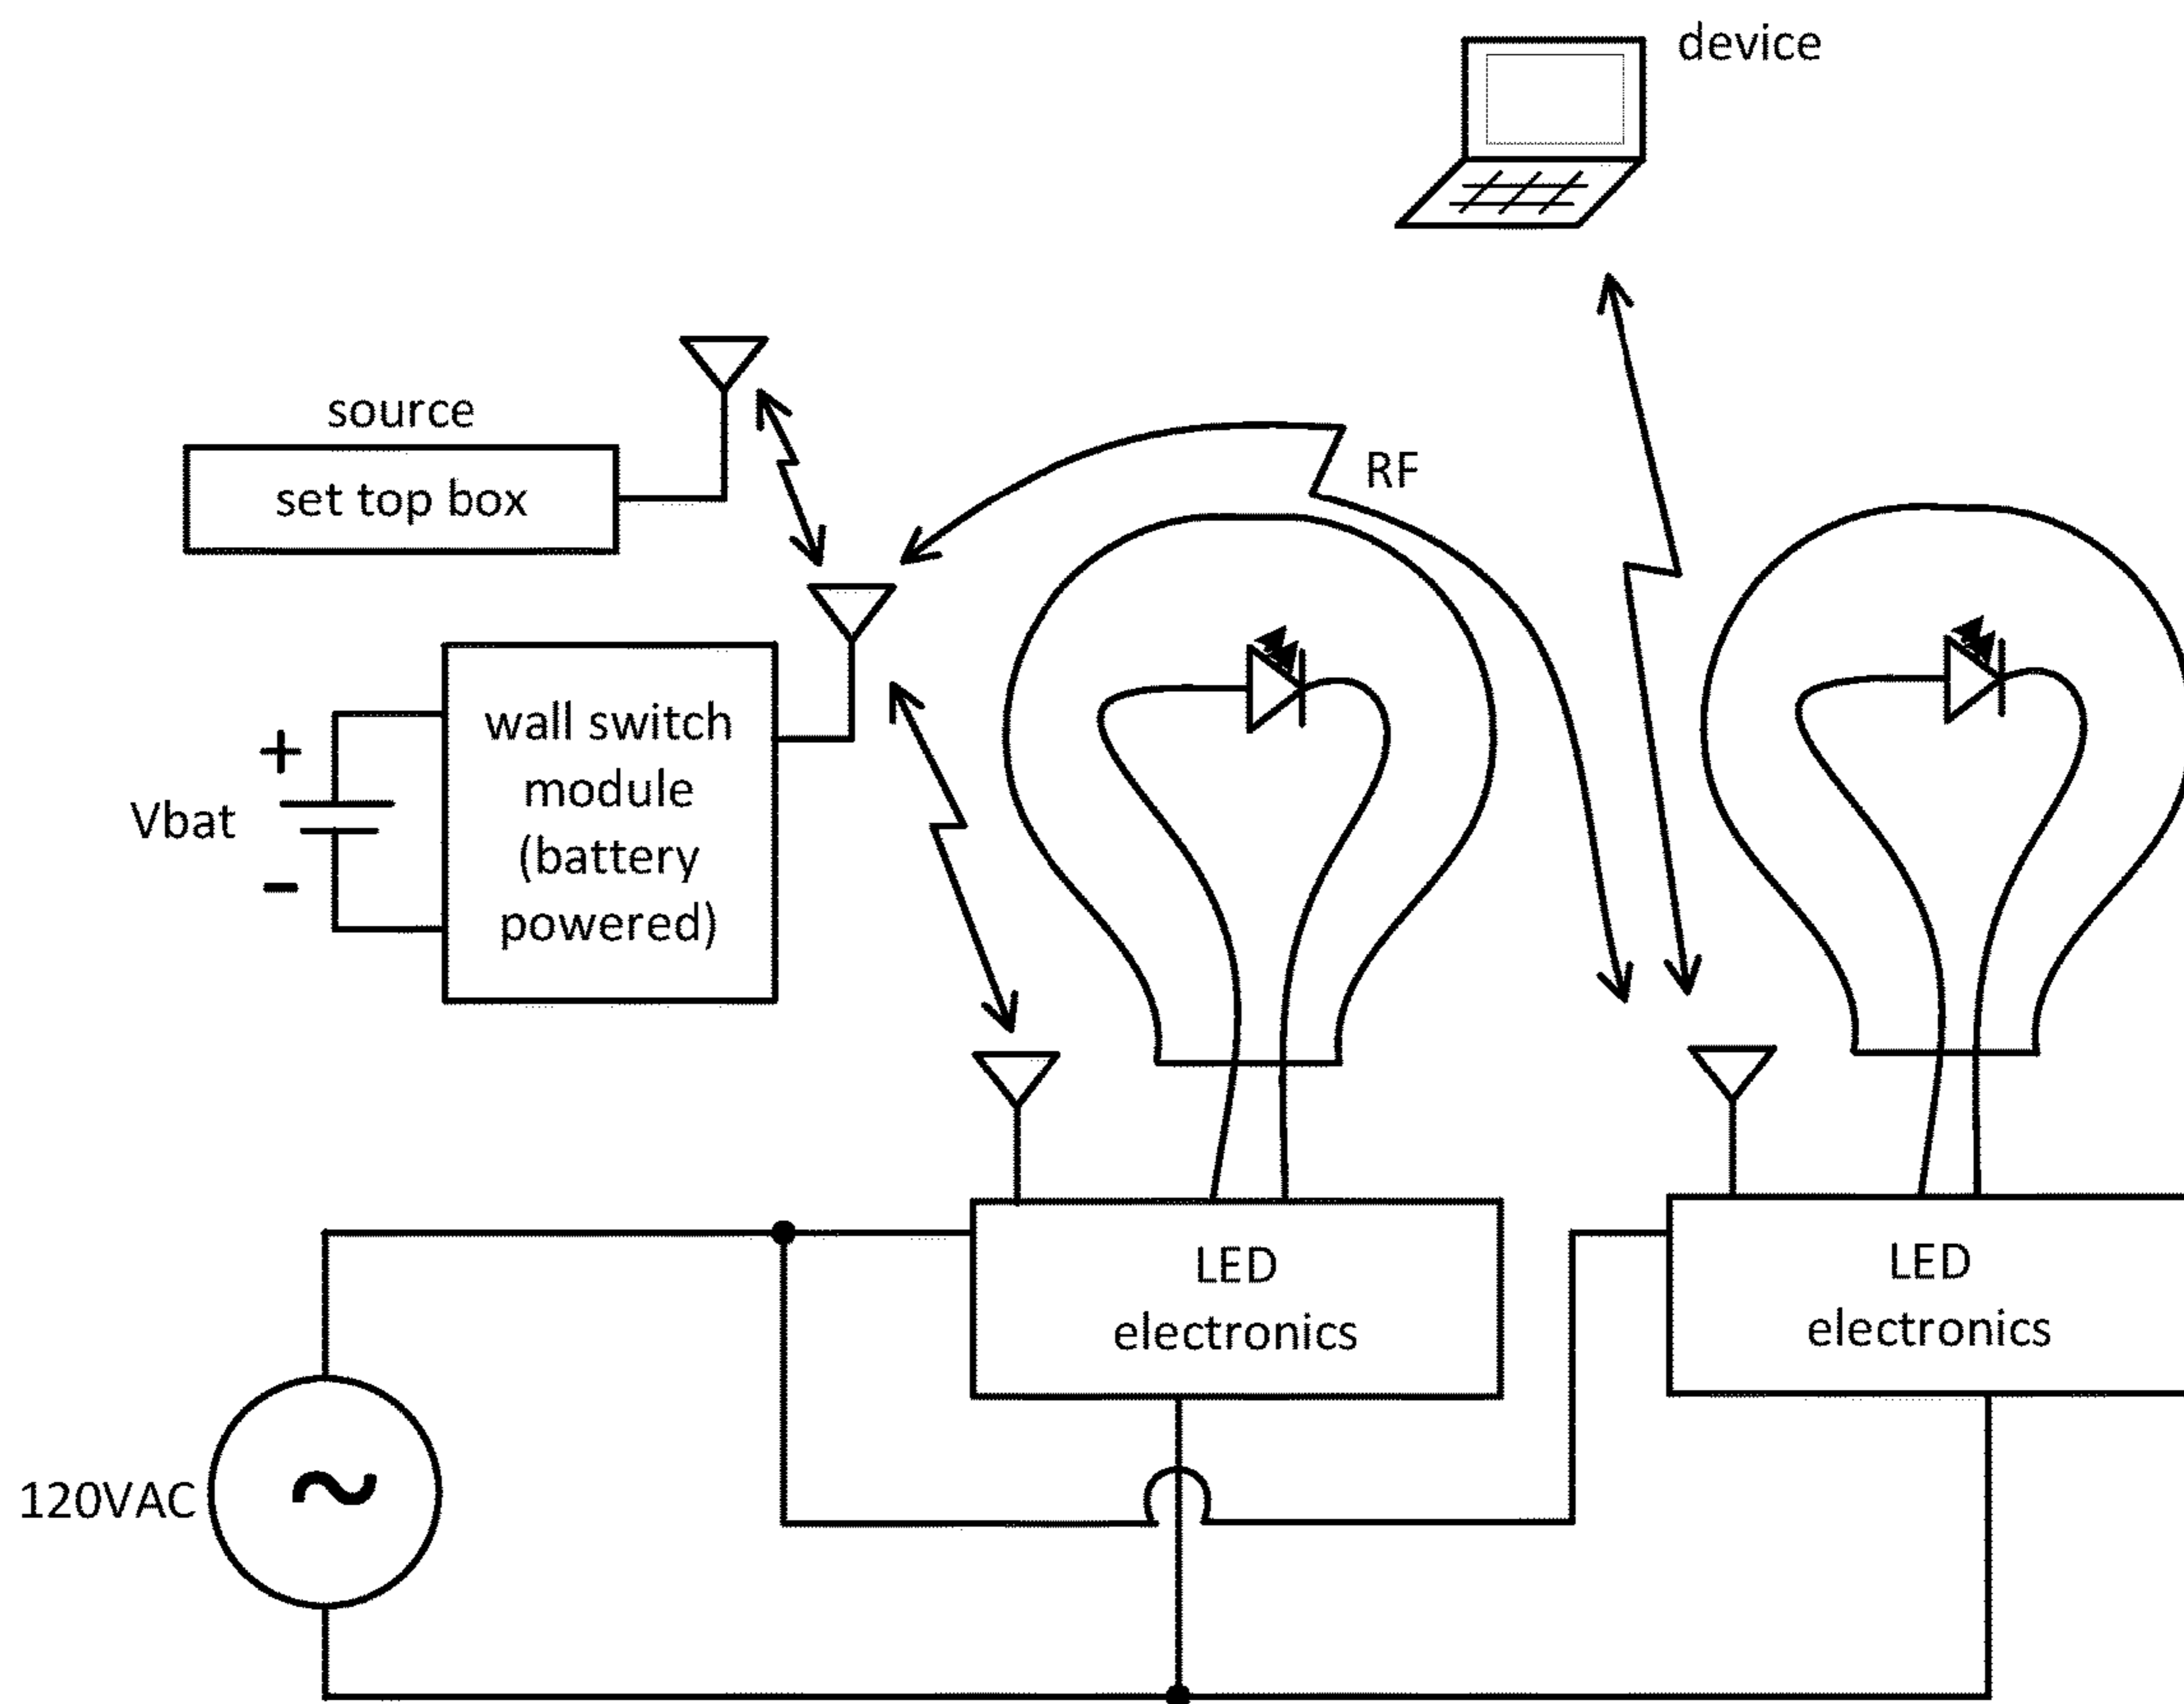 device
source
set top box
RF
wall switch
module
(battery
powered)
+
Vbat
−
LED
electronics
LED
electronics
120VAC
~